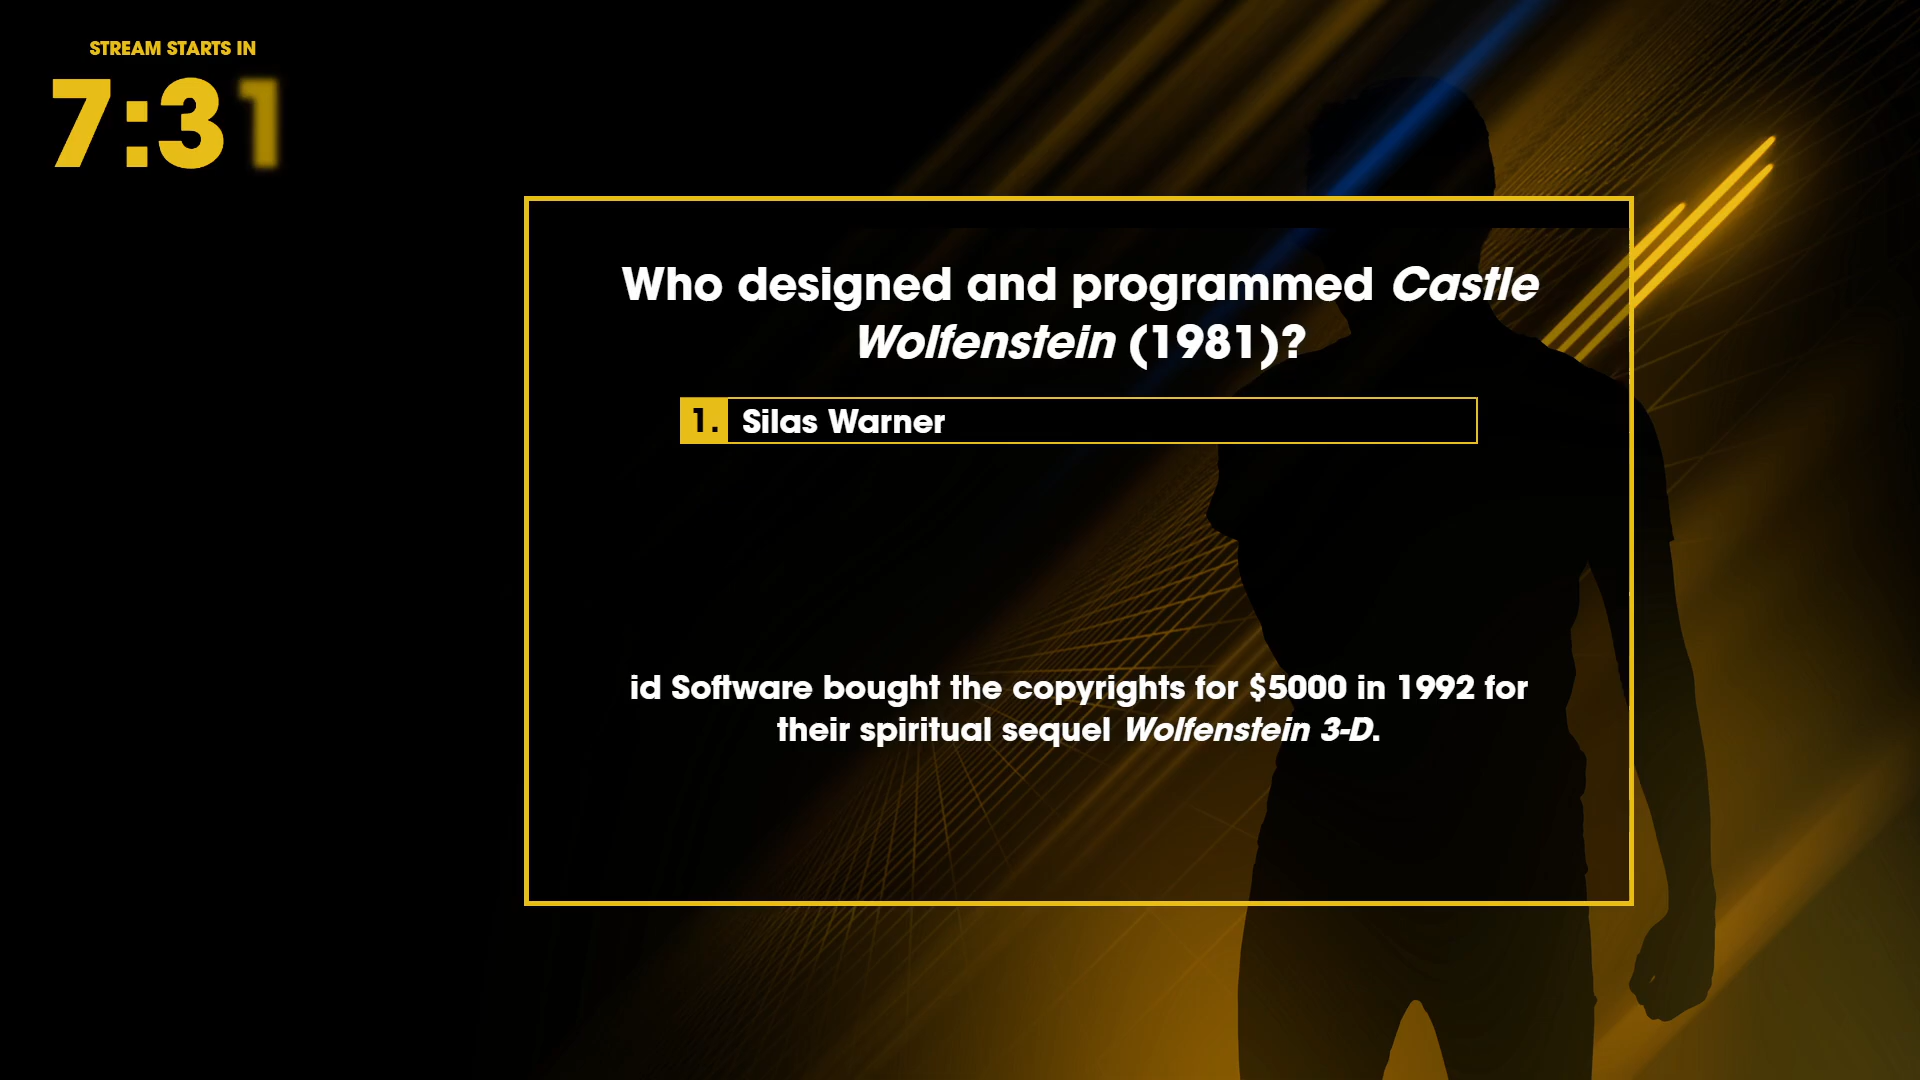 STREAM STARTS IN
7:31
Who designed and programmed Castle
Wolfenstein (1981)?
1. Silas Warner
id Software bought the copyrights for $5000 in 1992 for
their spiritual sequel Wolfenstein 3-D.